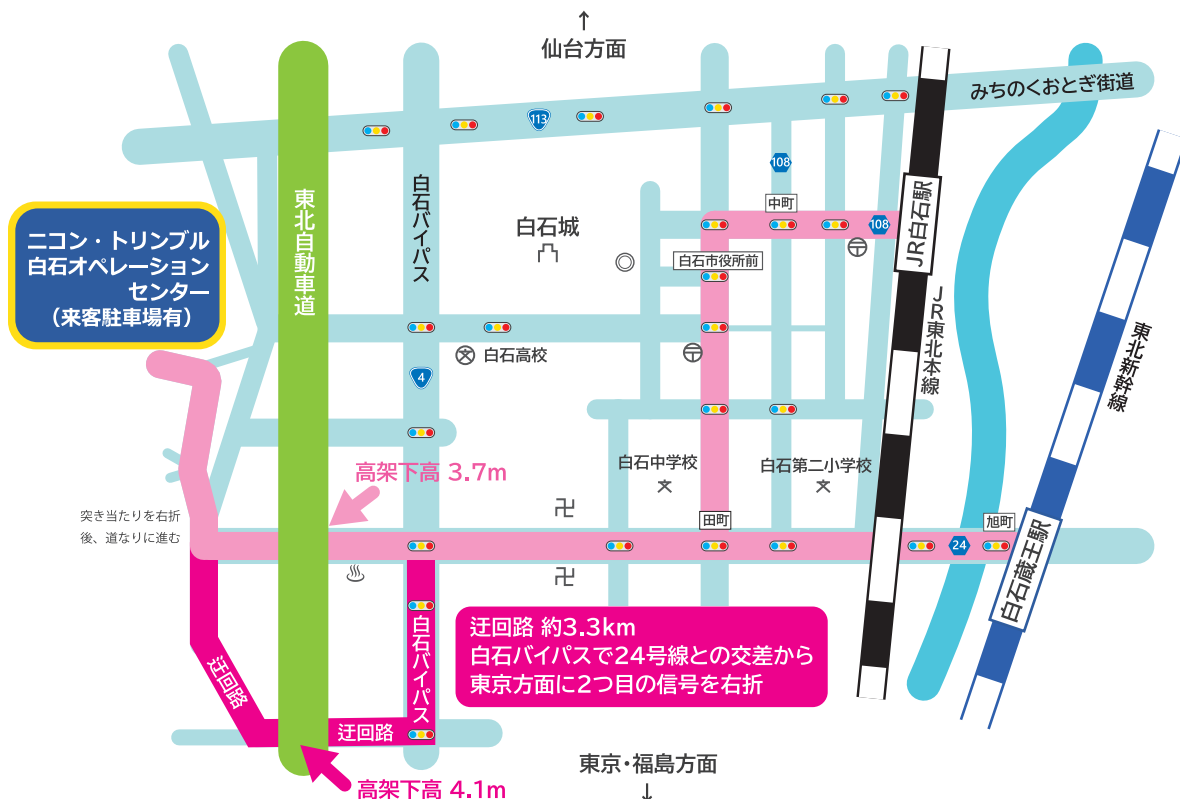 ↑
仙台方面
みちのくおとぎ街道
113
108
中町
108
JR白石駅
白石バイパス
東北自動車道
白石城
白石市役所前
ニコン・トリンブル
白石オペレーション
センター
(来客駐車場有)
JR東北本線
東北新幹線
白石高校
4
高架下高 3.7m
白石中学校
白石第二小学校
突き当たりを右折
後、道なりに進む
田町
24
旭町
白石蔵王駅
迂回路 約3.3km
白石バイパスで24号線との交差から
東京方面に2つ目の信号を右折
白石バイパス
迂回路
迂回路
高架下高 4.1m
東京・福島方面
↓